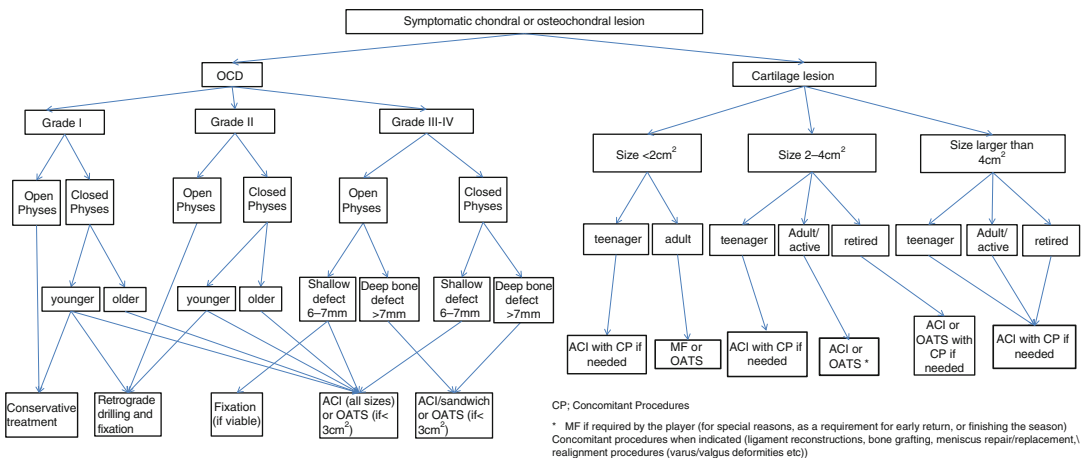 Symptomatic chondral or osteochondral lesion
OCD
Cartilage lesion
Grade I
Grade II
Grade III-IV
Size <2cm²
Size 2–4cm²
Size larger than
4cm²
Open
Physes
Closed
Physes
Open
Physes
Closed
Physes
Open
Physes
Closed
Physes
teenager
adult
teenager
Adult/
active
retired
teenager
Adult/
active
retired
younger
older
younger
older
Shallow
defect
6–7mm
Deep bone
defect
>7mm
Shallow
defect
6–7mm
Deep bone
defect
>7mm
ACI with CP if
needed
MF or
OATS
ACI with CP if
needed
ACI or
OATS *
ACI or
OATS with
CP if
needed
ACI with CP if
needed
Conservative
treatment
Retrograde
drilling and
fixation
Fixation
(if viable)
ACI (all sizes)
or OATS (if<
3cm²)
ACI/sandwich
or OATS (if<
3cm²)
CP; Concomitant Procedures
* MF if required by the player (for special reasons, as a requirement for early return, or finishing the season)
Concomitant procedures when indicated (ligament reconstructions, bone grafting, meniscus repair/replacement,\
realignment procedures (varus/valgus deformities etc))